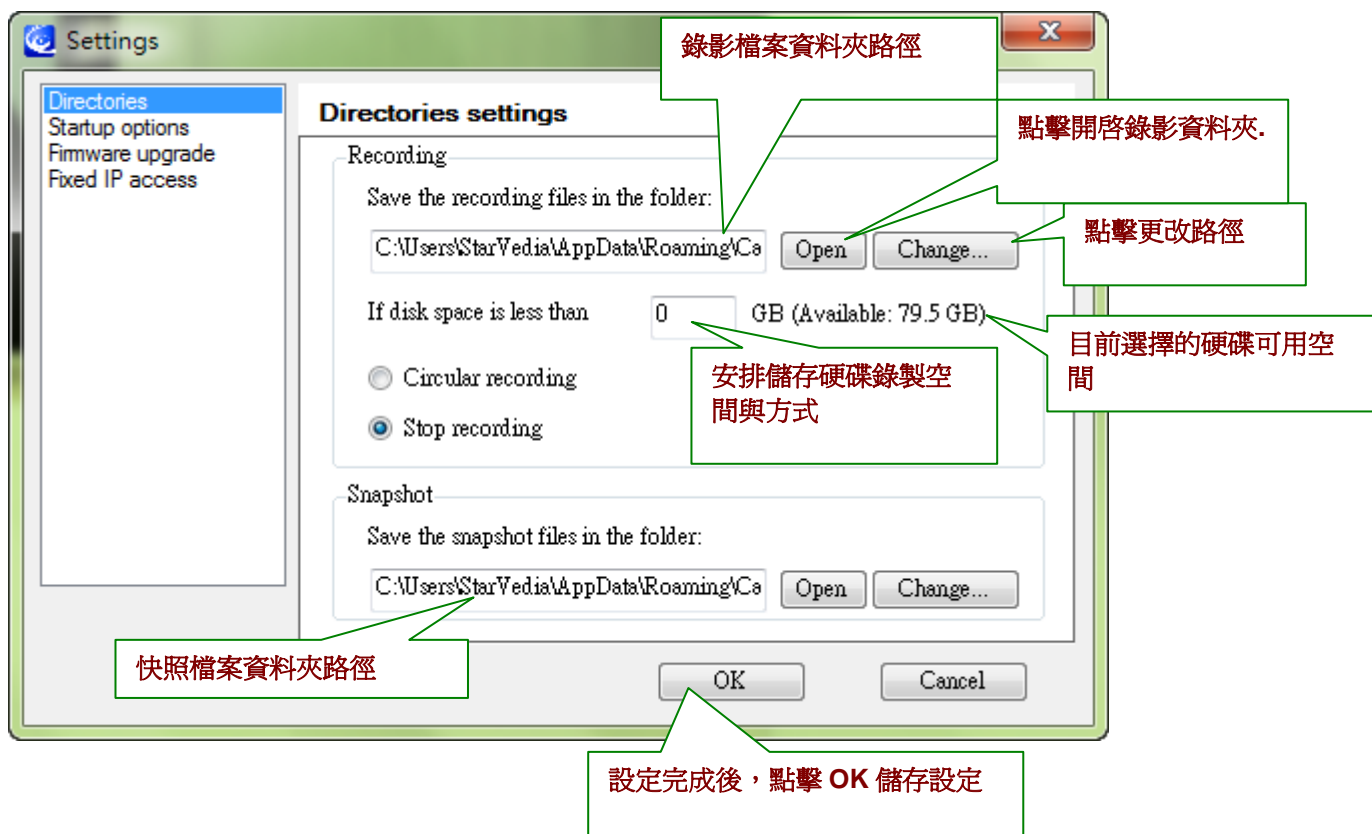 Settings
錄影檔案資料夾路徑
Directories
Startup options
Firmware upgrade
Fixed IP access
Directories settings
點擊開啓錄影資料夾.
Recording
Save the recording files in the folder:
C:\Users\StarVedia\AppData\Roaming\Ca
Open
Change...
點擊更改路徑
If disk space is less than
0
GB (Available: 79.5 GB)
目前選擇的硬碟可用空
間
安排儲存硬碟錄製空
間與方式
Circular recording
Stop recording
Snapshot
Save the snapshot files in the folder:
C:\Users\StarVedia\AppData\Roaming\Ca
Open
Change...
快照檔案資料夾路徑
OK
Cancel
設定完成後，點擊 OK 儲存設定